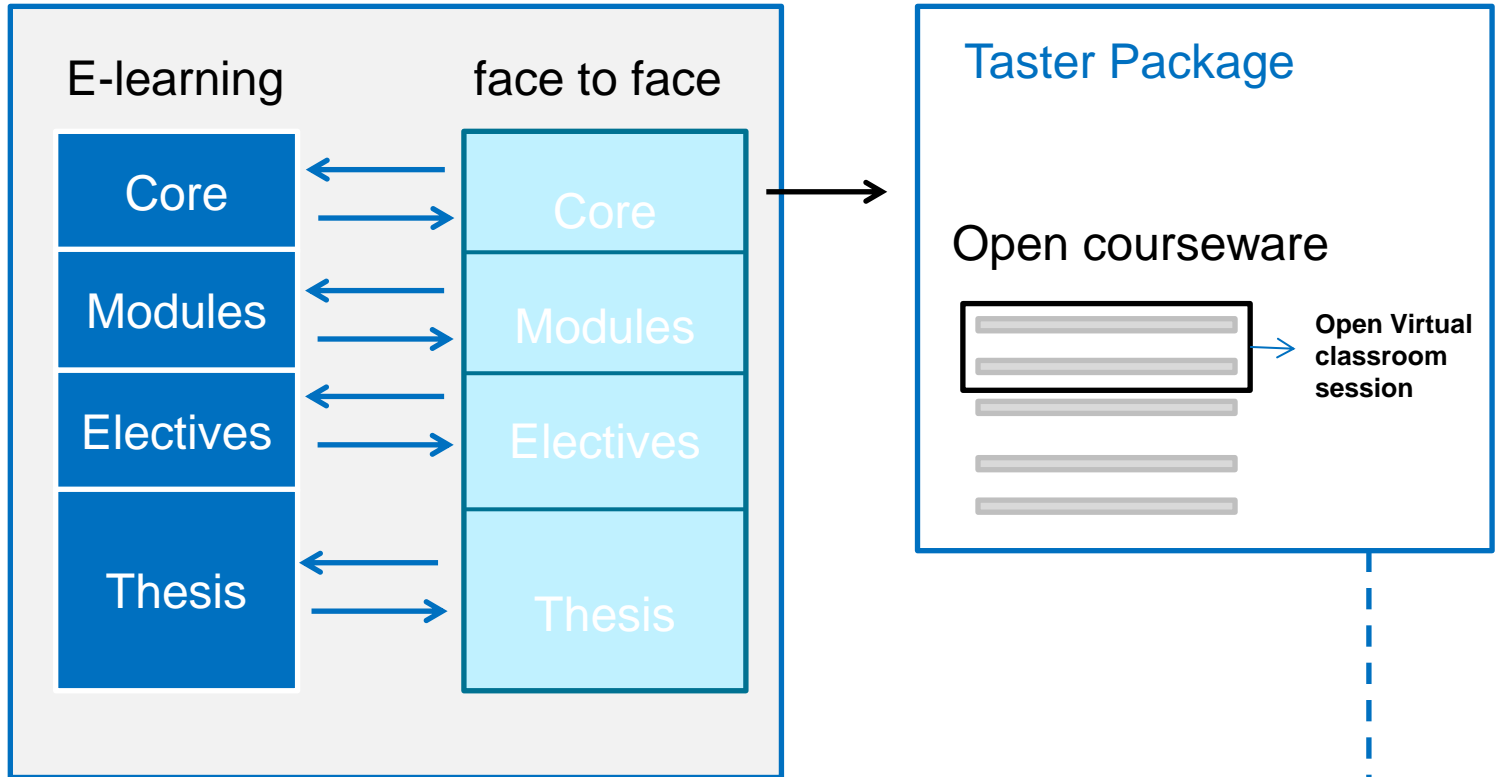 E-learning
face to face
Core
Modules
Electives
Thesis
Core
Modules
Electives
Thesis
Taster Package
Open courseware
Open Virtual
classroom
session